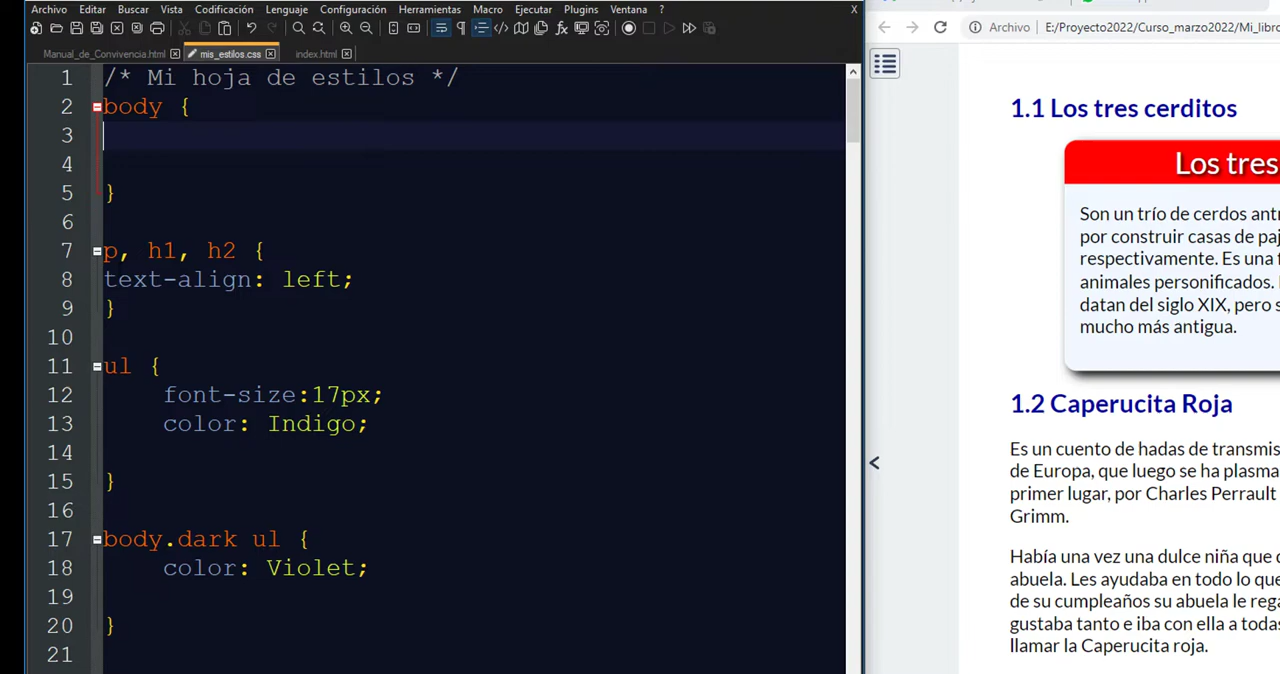 Archivo Editar Buscar Vista Codificación Lenguaje Configuración Herramientas Macro Ejecutar Plugins Ventana ? X
Manual_de_Convivencia.html mis_estilos.css index.html
1 /* Mi hoja de estilos */
2 body {
3
4
5 }
6
7 p, h1, h2 {
8 text-align: left;
9 }
10
11 ul {
12 font-size:17px;
13 color: Indigo;
14
15 }
16
17 body.dark ul {
18 color: Violet;
19
20 }
21
Archivo E:/Proyecto2022/Curso_marzo2022/Mi_libro
1.1 Los tres cerditos
Los tres
Son un trío de cerdos antr
por construir casas de paj
respectivamente. Es una f
animales personificados.
datan del siglo XIX, pero s
mucho más antigua.
1.2 Caperucita Roja
Es un cuento de hadas de transmis
de Europa, que luego se ha plasma
primer lugar, por Charles Perrault
Grimm.
Había una vez una dulce niña que
abuela. Les ayudaba en todo lo que
de su cumpleaños su abuela le rega
gustaba tanto e iba con ella a todas
llamar la Caperucita roja.